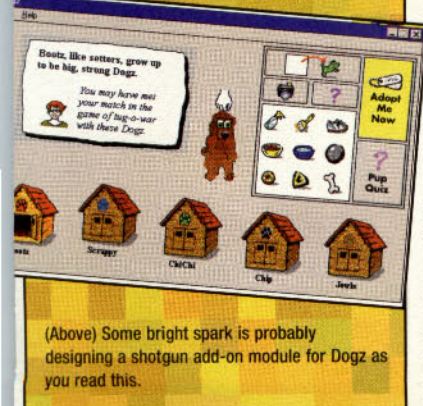 Help
Bootz, like setters, grow up
to be big, strong Dogz.
You may have met
your match in the
game of tug-o-war
with these Dogz.
?
Adopt
Me
Now
?
Pup
Quiz
Scrappy
ChiChi
Chip
Jewls
(Above) Some bright spark is probably
designing a shotgun add-on module for Dogz as
you read this.